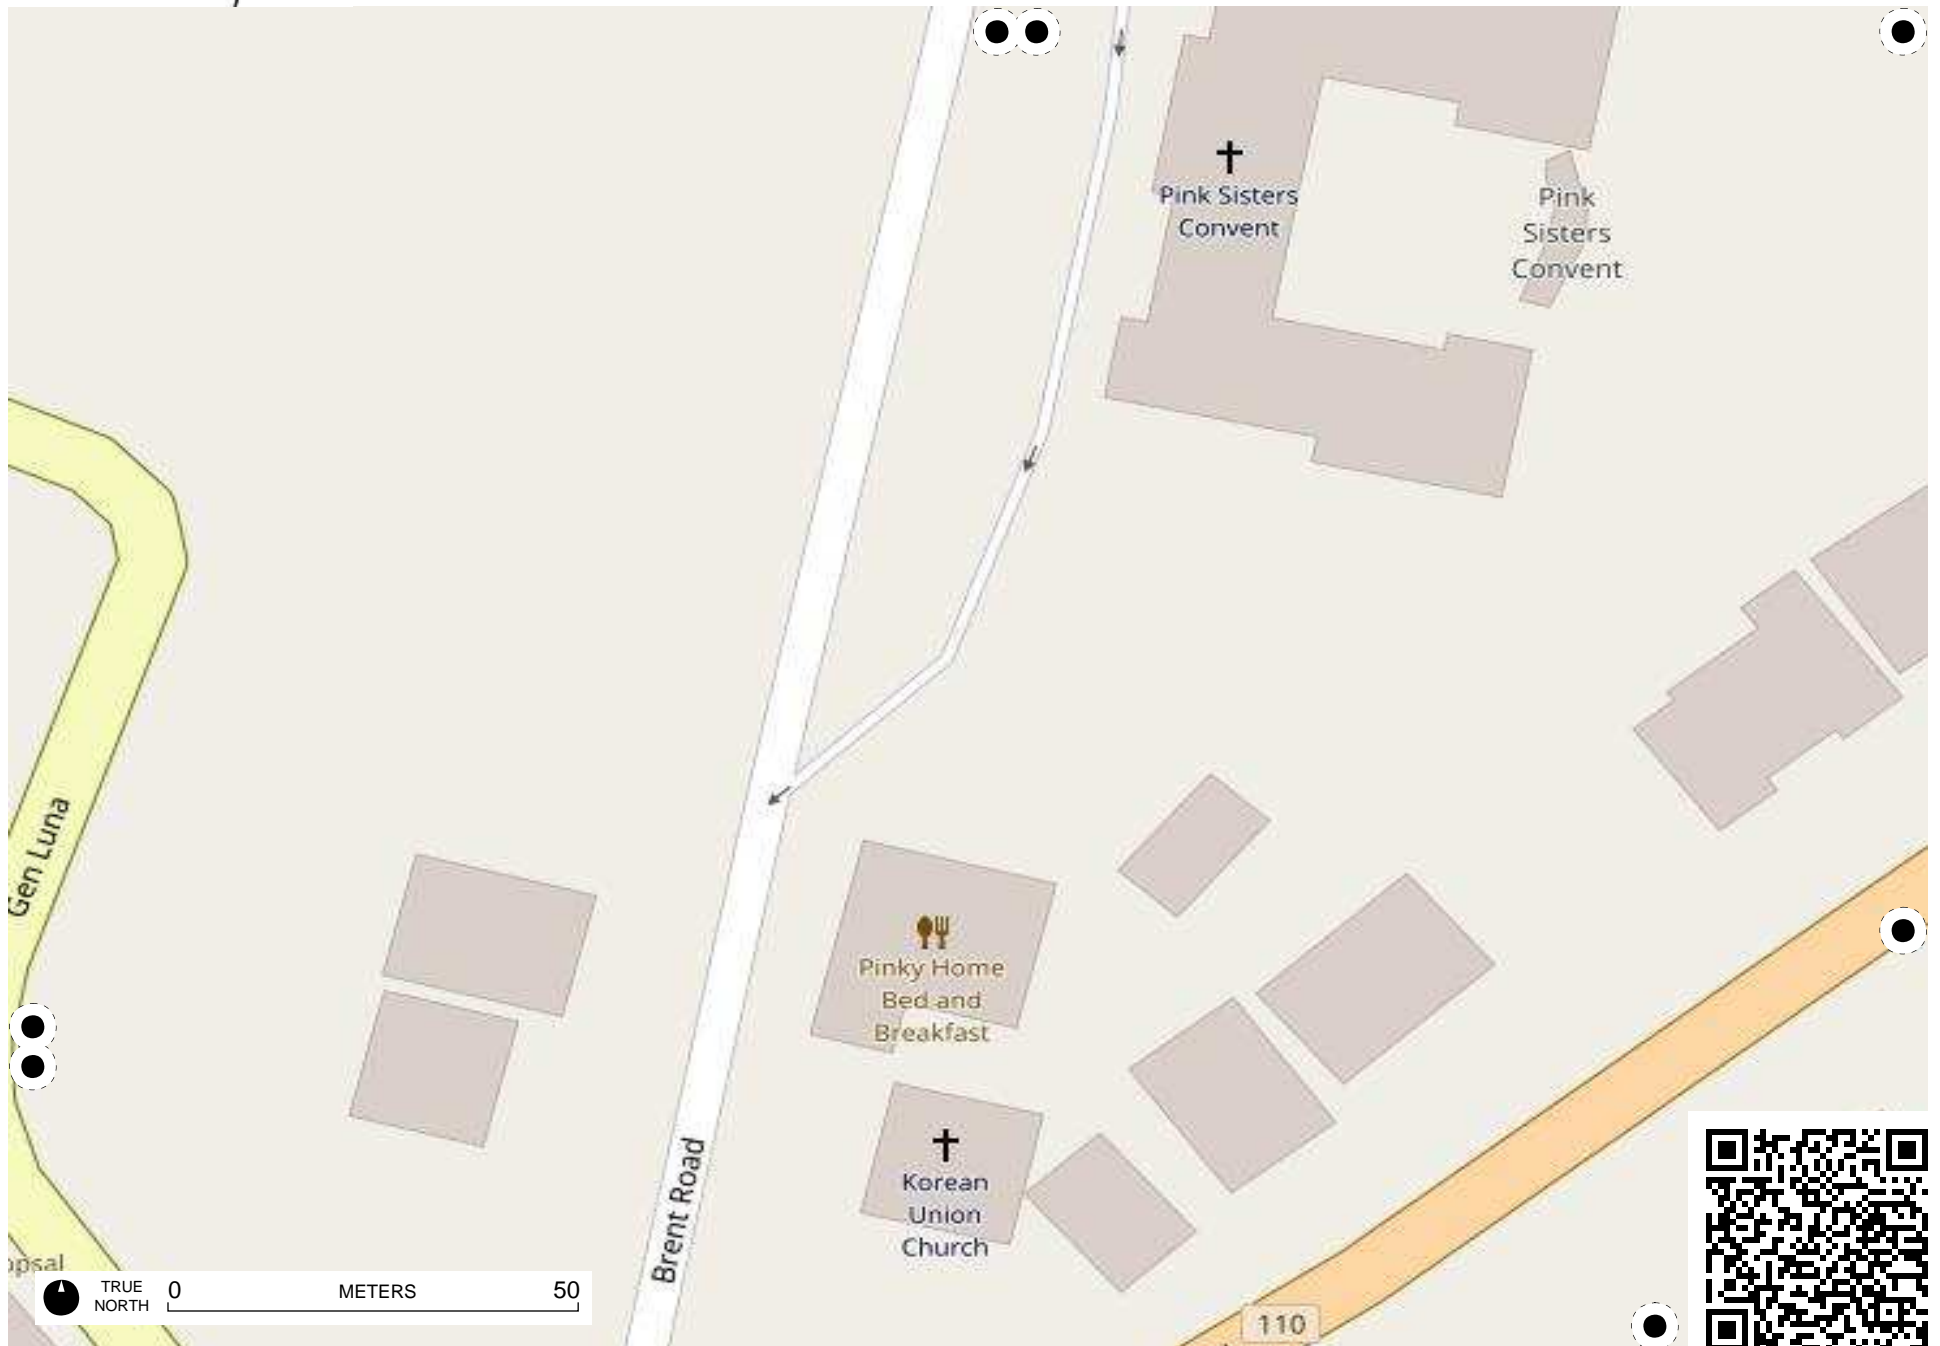 Pink Sisters
Convent
Pink
Sisters
Convent
Gen Luna
Pinky Home
Bed and
Breakfast
Korean
Union
Church
Brent Road
opsal
TRUE
NORTH
0 METERS 50
110